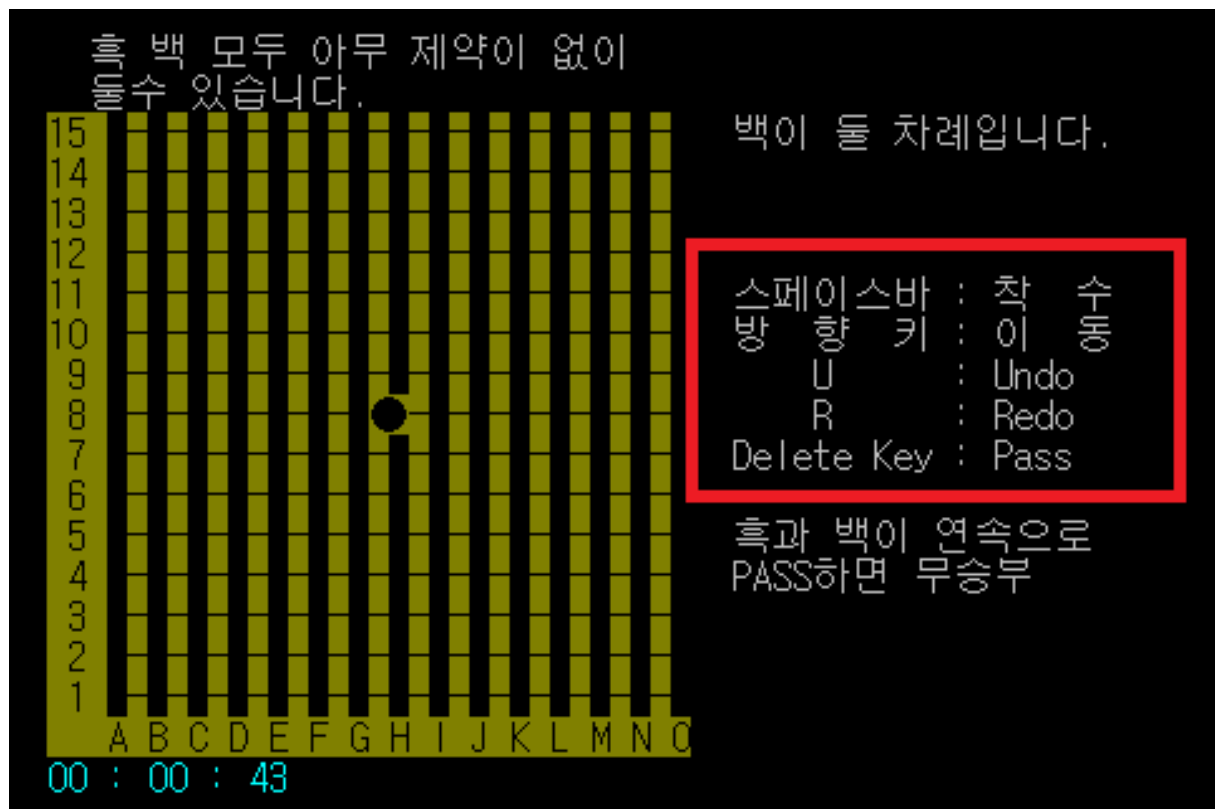 흑 백 모두 아무 제약이 없이
둘수 있습니다.
백이 둘 차례입니다.
15
14
13
12
11
10
9
8
7
6
5
4
3
2
1
A B C D E F G H I J K L M N O
00 : 00 : 43
스페이스바 : 착 수
방 향 키 : 이 동
U : Undo
R : Redo
Delete Key : Pass
흑과 백이 연속으로
PASS하면 무승부